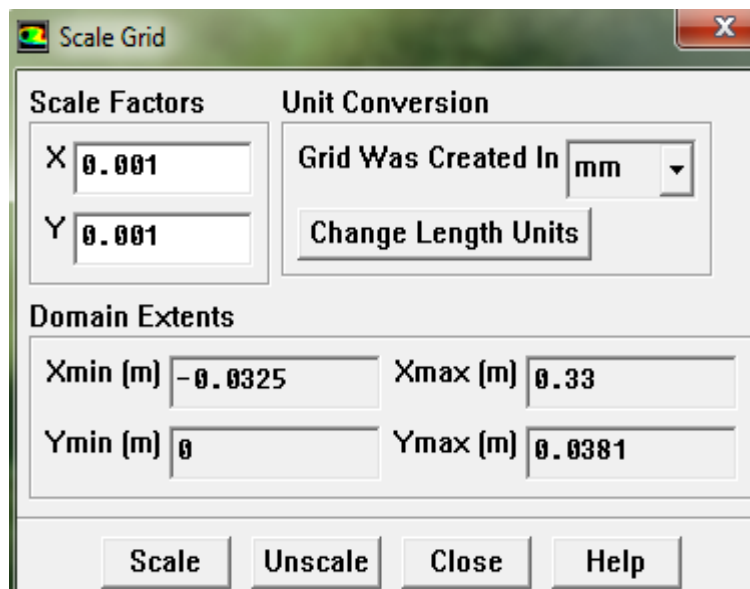 Scale Grid
X
Scale Factors
Unit Conversion
X 0.001
Grid Was Created In mm
Y 0.001
Change Length Units
Domain Extents
Xmin (m) -0.0325 Xmax (m) 0.33
Ymin (m) 0 Ymax (m) 0.0381
Scale Unscale Close Help